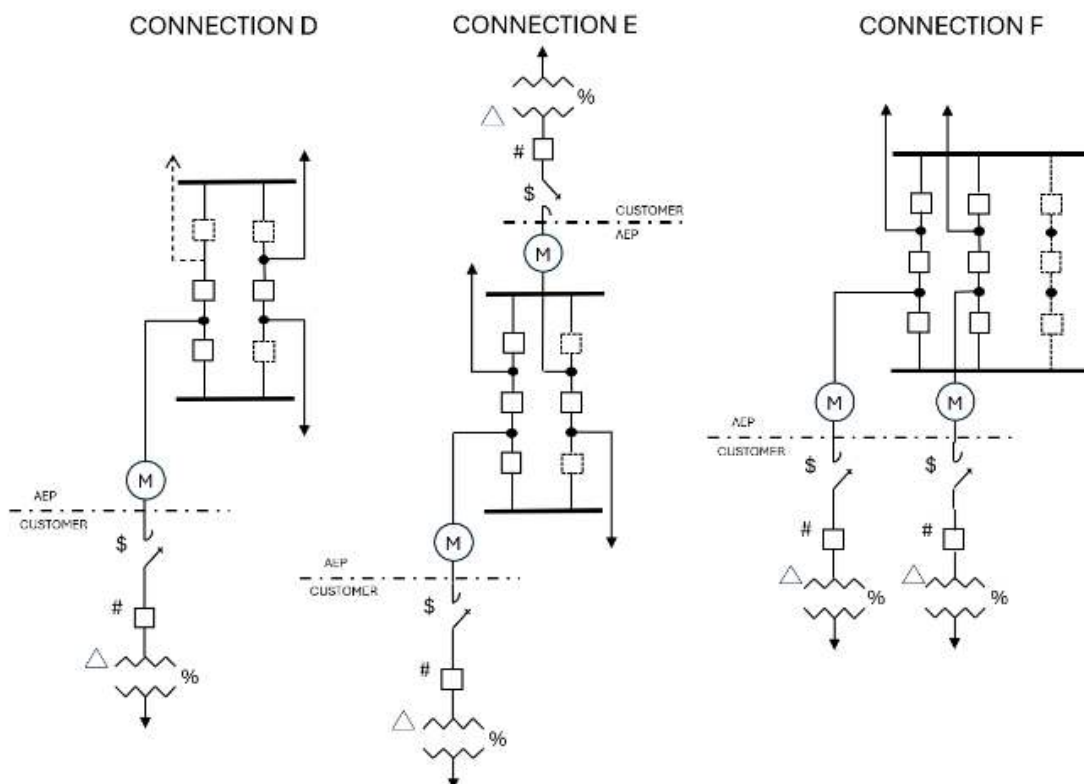 CONNECTION D
CONNECTION E
CONNECTION F
%
#
$
CUSTOMER
AEP
M
M
AEP
CUSTOMER
$
#
%
M
AEP
CUSTOMER
$
#
%
M
M
AEP
CUSTOMER
$
$
#
#
%
%